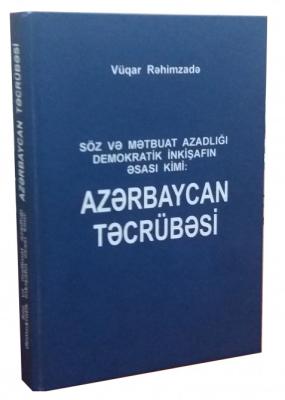 Vüqar Rəhimzadə
SÖZ VƏ MƏTBUAT AZADLIĞI
DEMOKRATİK İNKİŞAFIN
ƏSASI KİMİ:
AZƏRBAYCAN
TƏCRÜBƏSİ
AZƏRBAYCAN TƏCRÜBƏSİ